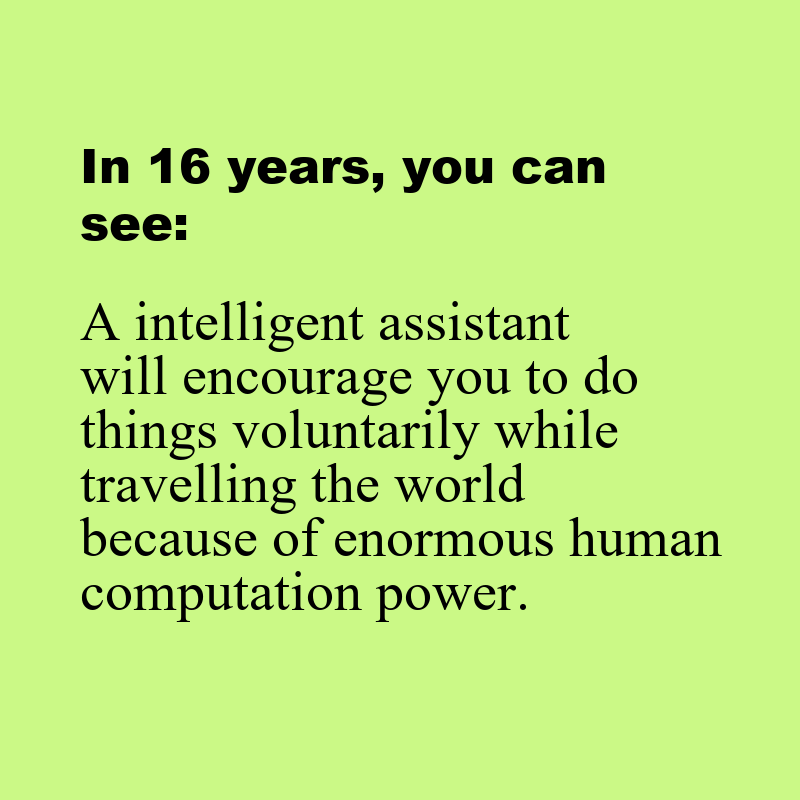 In 16 years, you can
see:
A intelligent assistant
will encourage you to do
things voluntarily while
travelling the world
because of enormous human
computation power.